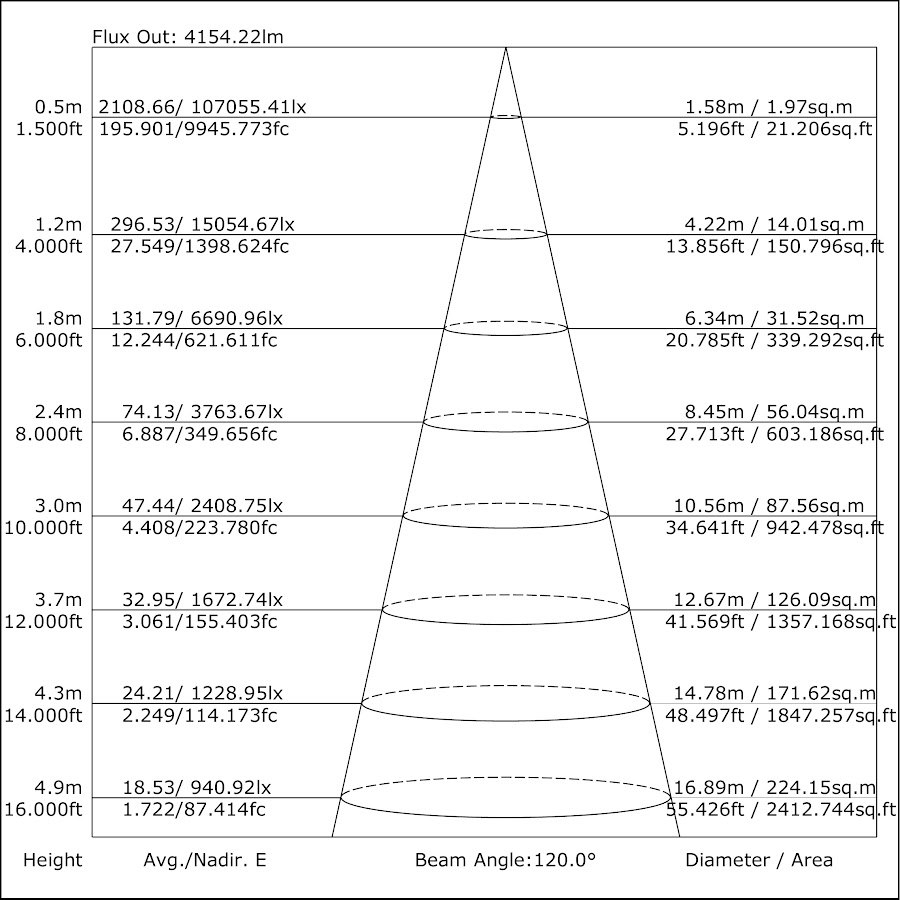 Flux Out: 4154.22lm
0.5m 2108.66/ 107055.41lx 1.58m / 1.97sq.m
1.500ft 195.901/9945.773fc 5.196ft / 21.206sq.ft
1.2m 296.53/ 15054.67lx 4.22m / 14.01sq.m
4.000ft 27.549/1398.624fc 13.856ft / 150.796sq.ft
1.8m 131.79/ 6690.96lx 6.34m / 31.52sq.m
6.000ft 12.244/621.611fc 20.785ft / 339.292sq.ft
2.4m 74.13/ 3763.67lx 8.45m / 56.04sq.m
8.000ft 6.887/349.656fc 27.713ft / 603.186sq.ft
3.0m 47.44/ 2408.75lx 10.56m / 87.56sq.m
10.000ft 4.408/223.780fc 34.641ft / 942.478sq.ft
3.7m 32.95/ 1672.74lx 12.67m / 126.09sq.m
12.000ft 3.061/155.403fc 41.569ft / 1357.168sq.ft
4.3m 24.21/ 1228.95lx 14.78m / 171.62sq.m
14.000ft 2.249/114.173fc 48.497ft / 1847.257sq.ft
4.9m 18.53/ 940.92lx 16.89m / 224.15sq.m
16.000ft 1.722/87.414fc 55.426ft / 2412.744sq.ft
Height Avg./Nadir. E Beam Angle:120.0° Diameter / Area